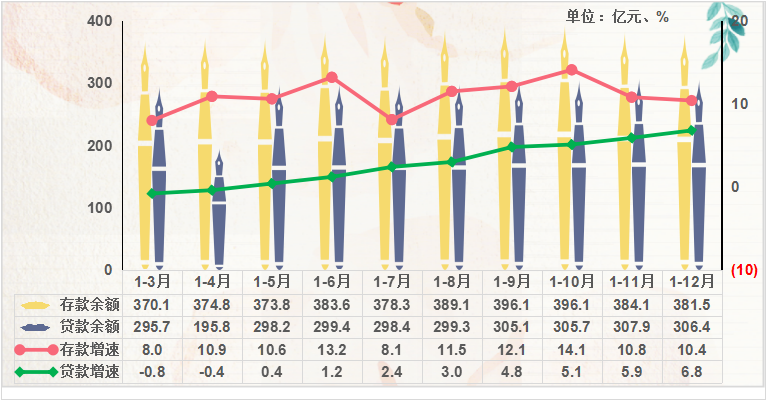 单位：亿元、%
400
300
200
100
0
20
10
0
(10)
1-3月 1-4月 1-5月 1-6月 1-7月 1-8月 1-9月 1-10月 1-11月 1-12月
存款余额 370.1 374.8 373.8 383.6 378.3 389.1 396.1 396.1 384.1 381.5
贷款余额 295.7 195.8 298.2 299.4 298.4 299.3 305.1 305.7 307.9 306.4
存款增速 8.0 10.9 10.6 13.2 8.1 11.5 12.1 14.1 10.8 10.4
贷款增速 -0.8 -0.4 0.4 1.2 2.4 3.0 4.8 5.1 5.9 6.8